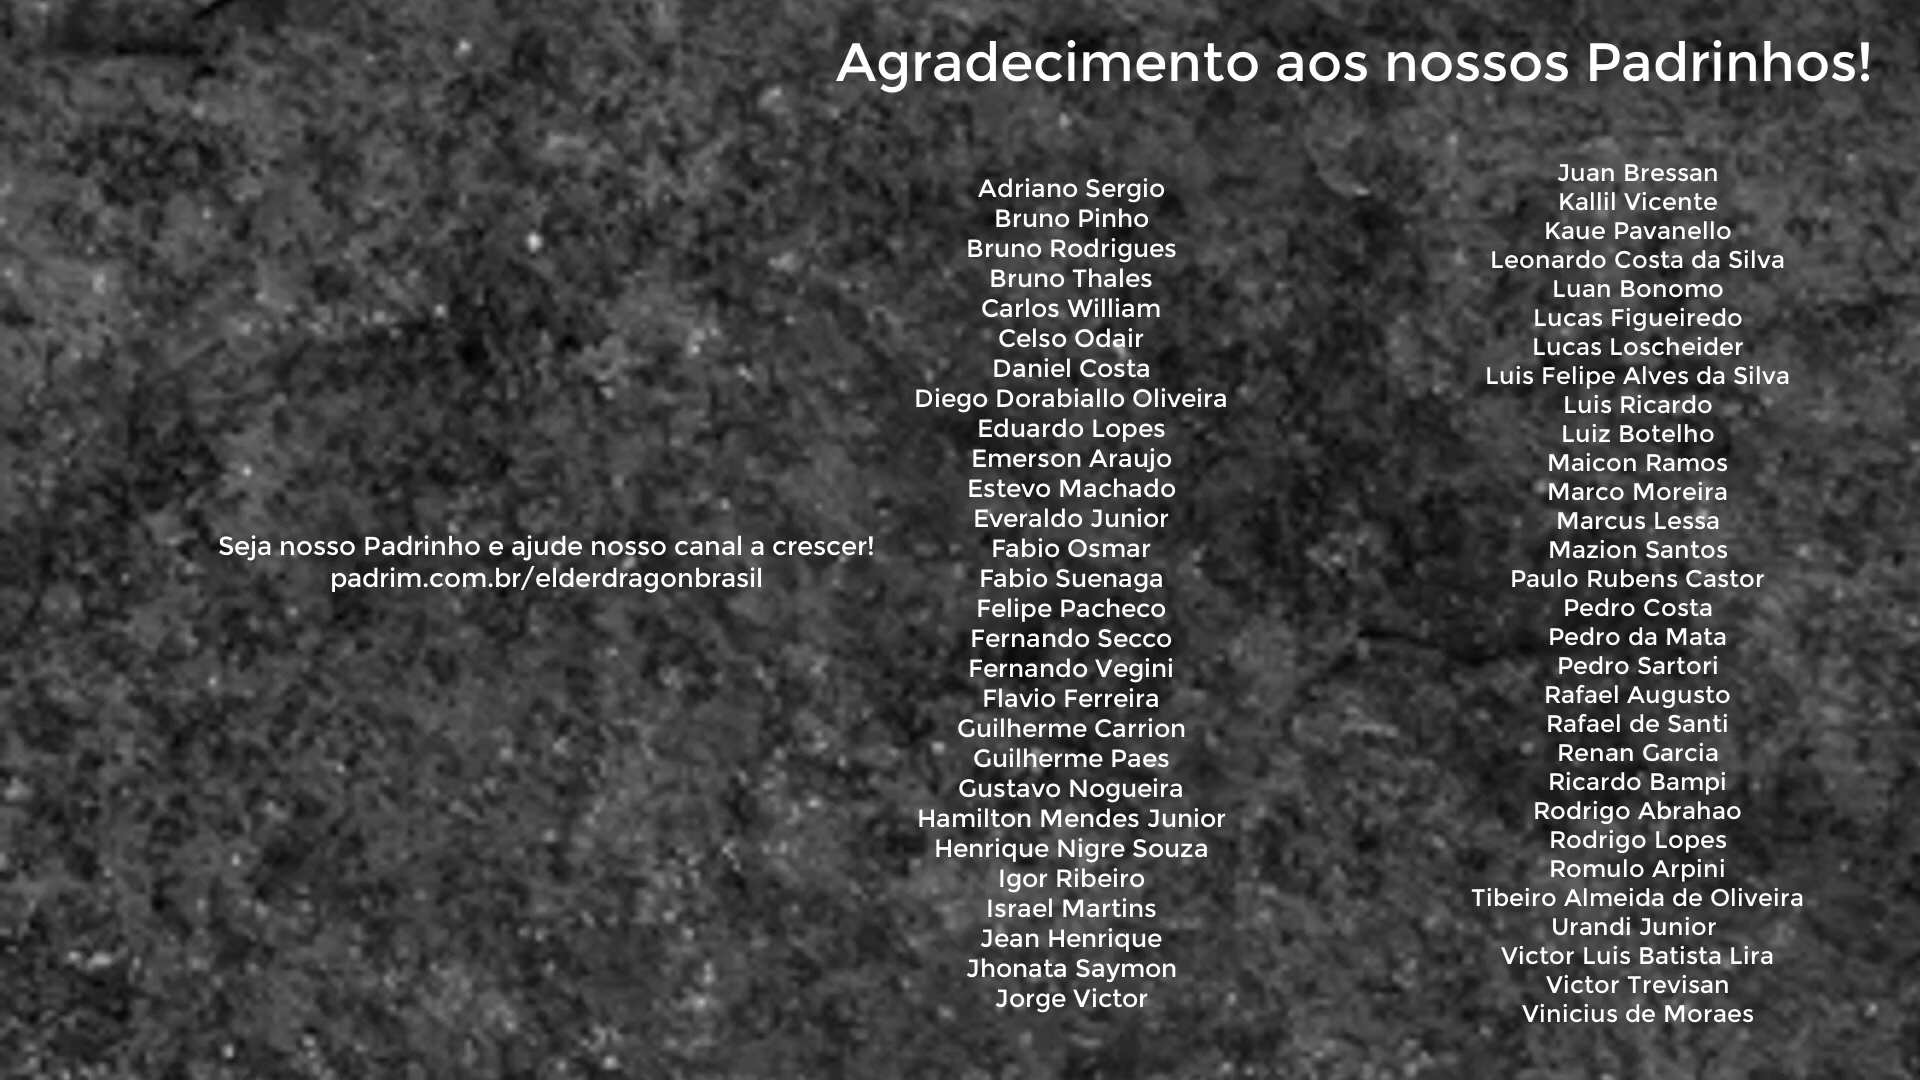 Agradecimento aos nossos Padrinhos!
Seja nosso Padrinho e ajude nosso canal a crescer!
padrim.com.br/elderdragonbrasil
Adriano Sergio
Bruno Pinho
Bruno Rodrigues
Bruno Thales
Carlos William
Celso Odair
Daniel Costa
Diego Dorabiallo Oliveira
Eduardo Lopes
Emerson Araujo
Estevo Machado
Everaldo Junior
Fabio Osmar
Fabio Suenaga
Felipe Pacheco
Fernando Secco
Fernando Vegini
Flavio Ferreira
Guilherme Carrion
Guilherme Paes
Gustavo Nogueira
Hamilton Mendes Junior
Henrique Nigre Souza
Igor Ribeiro
Israel Martins
Jean Henrique
Jhonata Saymon
Jorge Victor
Juan Bressan
Kallil Vicente
Kaue Pavanello
Leonardo Costa da Silva
Luan Bonomo
Lucas Figueiredo
Lucas Loscheider
Luis Felipe Alves da Silva
Luis Ricardo
Luiz Botelho
Maicon Ramos
Marco Moreira
Marcus Lessa
Mazion Santos
Paulo Rubens Castor
Pedro Costa
Pedro da Mata
Pedro Sartori
Rafael Augusto
Rafael de Santi
Renan Garcia
Ricardo Bampi
Rodrigo Abrahao
Rodrigo Lopes
Romulo Arpini
Tibeiro Almeida de Oliveira
Urandi Junior
Victor Luis Batista Lira
Victor Trevisan
Vinicius de Moraes